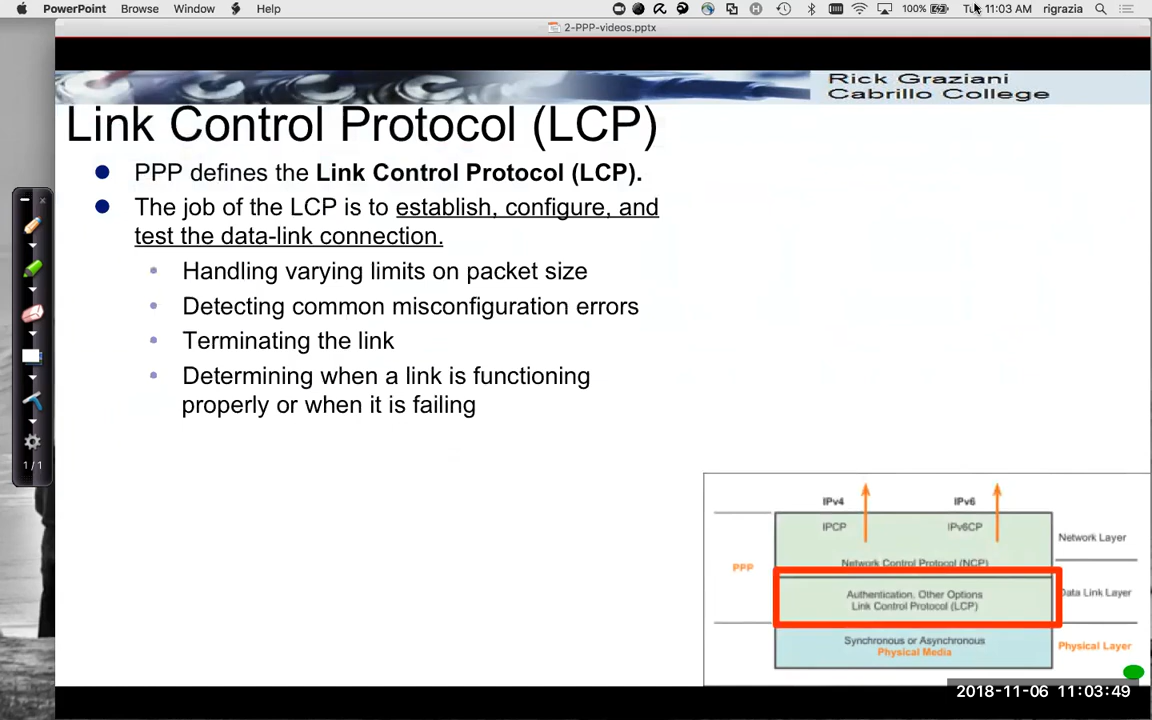 PowerPoint Browse Window Help 100% Tue 11:03 AM rigrazia
2-PPP-videos.pptx
Rick Graziani
Cabrillo College
Link Control Protocol (LCP)
PPP defines the Link Control Protocol (LCP).
The job of the LCP is to establish, configure, and
test the data-link connection.
Handling varying limits on packet size
Detecting common misconfiguration errors
Terminating the link
Determining when a link is functioning
properly or when it is failing
1 / 1
IPv4 IPv6
IPCP IPv6CP
Network Layer
Network Control Protocol (NCP)
PPP
Authentication, Other Options
Link Control Protocol (LCP)
Data Link Layer
Synchronous or Asynchronous
Physical Media
Physical Layer
2018-11-06 11:03:49